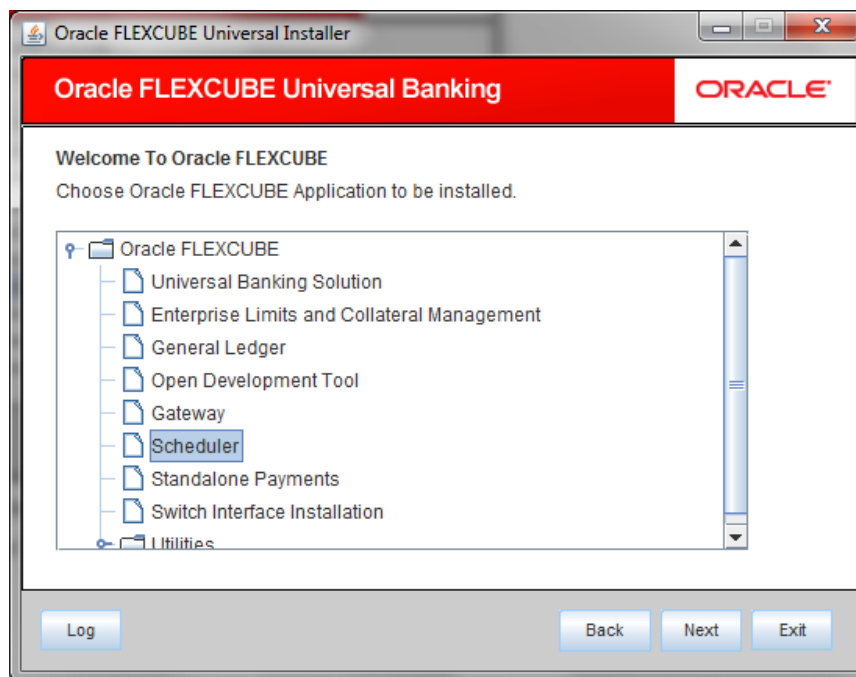 Oracle FLEXCUBE Universal Installer
Oracle FLEXCUBE Universal Banking
ORACLE
Welcome To Oracle FLEXCUBE
Choose Oracle FLEXCUBE Application to be installed.
Oracle FLEXCUBE
Universal Banking Solution
Enterprise Limits and Collateral Management
General Ledger
Open Development Tool
Gateway
Scheduler
Standalone Payments
Switch Interface Installation
Utilities
Log Back Next Exit